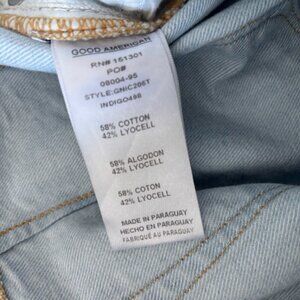 GOOD AMERICAN
RN# 151301
PO#
08004-95
STYLE:GNIC206T
INDIGO498
58% COTTON
42% LYOCELL
58% ALGODON
42% LYOCELL
58% COTON
42% LYOCELL
MADE IN PARAGUAY
HECHO EN PARAGUAY
FABRIQUÉ AU PARAGUAY